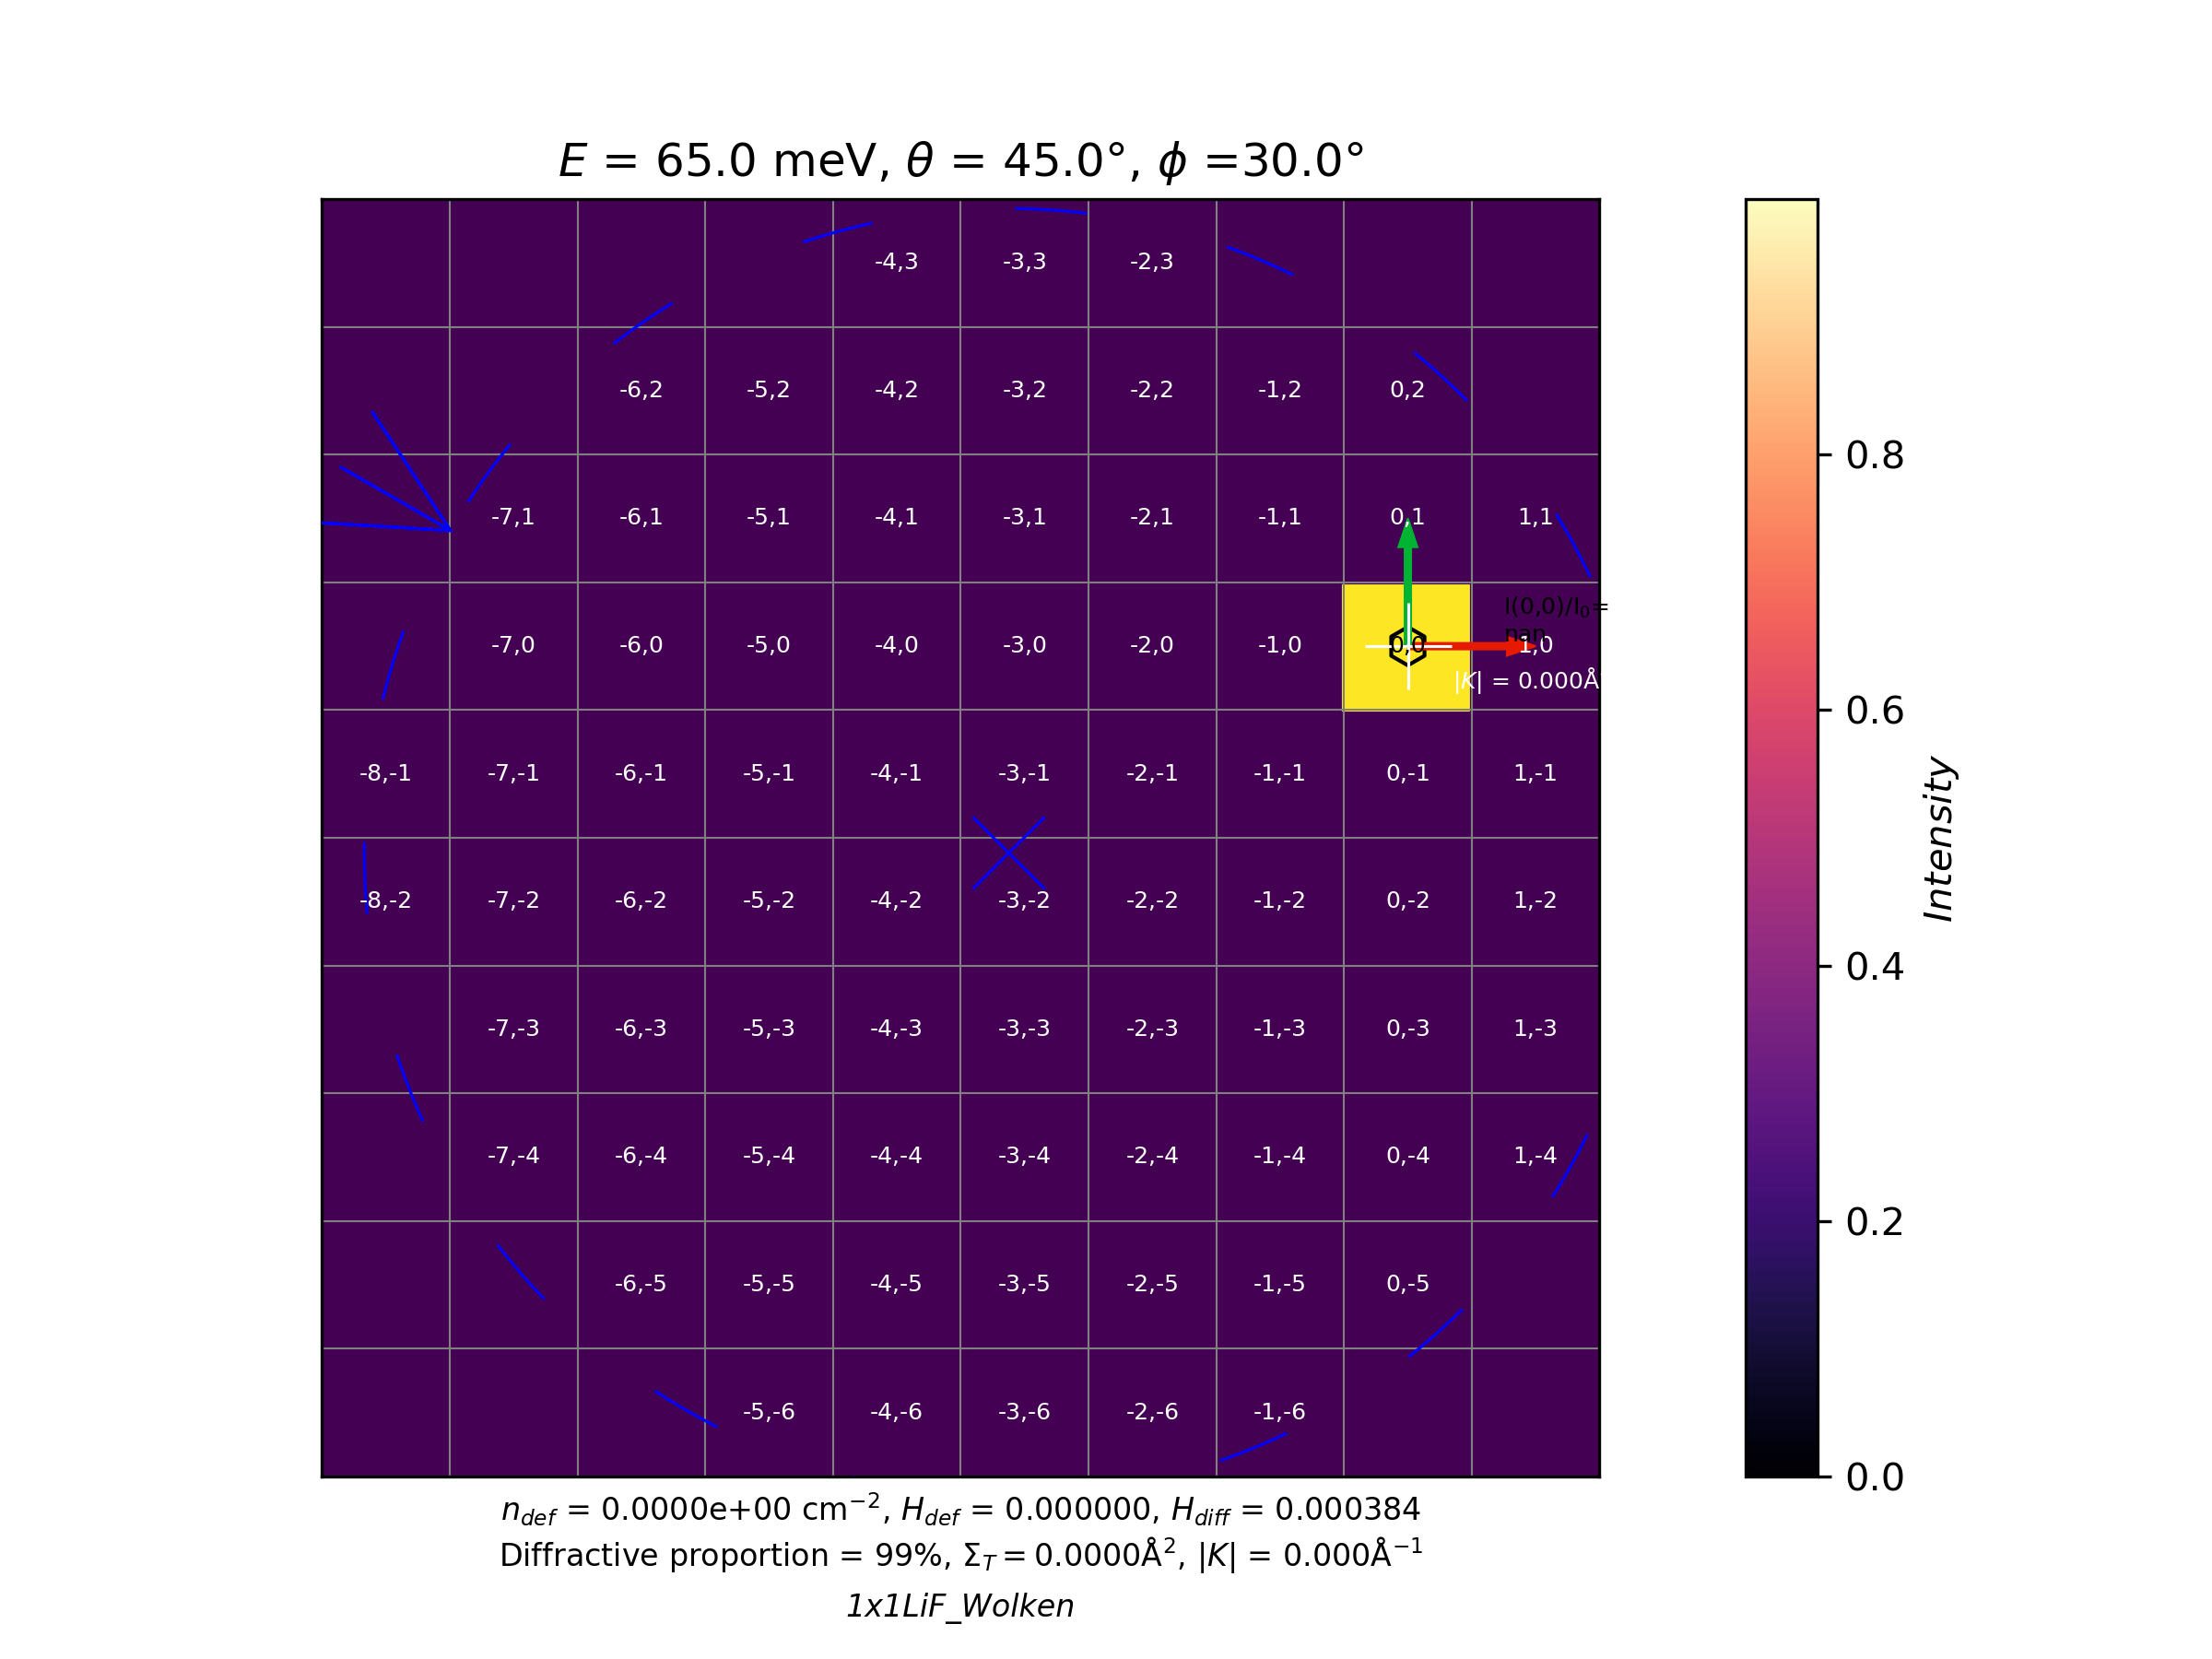 E = 65.0 meV, θ = 45.0°, ϕ =30.0°
-4,3 -3,3 -2,3
-6,2 -5,2 -4,2 -3,2 -2,2 -1,2 0,2
-7,1 -6,1 -5,1 -4,1 -3,1 -2,1 -1,1 0,1 1,1
I(0,0)/I₀=
nan
-7,0 -6,0 -5,0 -4,0 -3,0 -2,0 -1,0 0,0 1,0
|K| = 0.000Å
-8,-1 -7,-1 -6,-1 -5,-1 -4,-1 -3,-1 -2,-1 -1,-1 0,-1 1,-1
-8,-2 -7,-2 -6,-2 -5,-2 -4,-2 -3,-2 -2,-2 -1,-2 0,-2 1,-2
-7,-3 -6,-3 -5,-3 -4,-3 -3,-3 -2,-3 -1,-3 0,-3 1,-3
-7,-4 -6,-4 -5,-4 -4,-4 -3,-4 -2,-4 -1,-4 0,-4 1,-4
-6,-5 -5,-5 -4,-5 -3,-5 -2,-5 -1,-5 0,-5
-5,-6 -4,-6 -3,-6 -2,-6 -1,-6
0.8
0.6
0.4
0.2
0.0
Intensity
n_def = 0.0000e+00 cm⁻², H_def = 0.000000, H_diff = 0.000384
Diffractive proportion = 99%, Σ_T = 0.0000Å², |K| = 0.000Å⁻¹
1x1LiF_Wolken